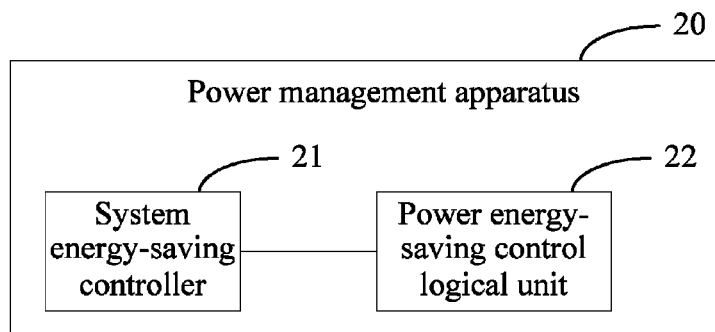 20
Power management apparatus
21
22
System
energy-saving
controller
Power energy-
saving control
logical unit